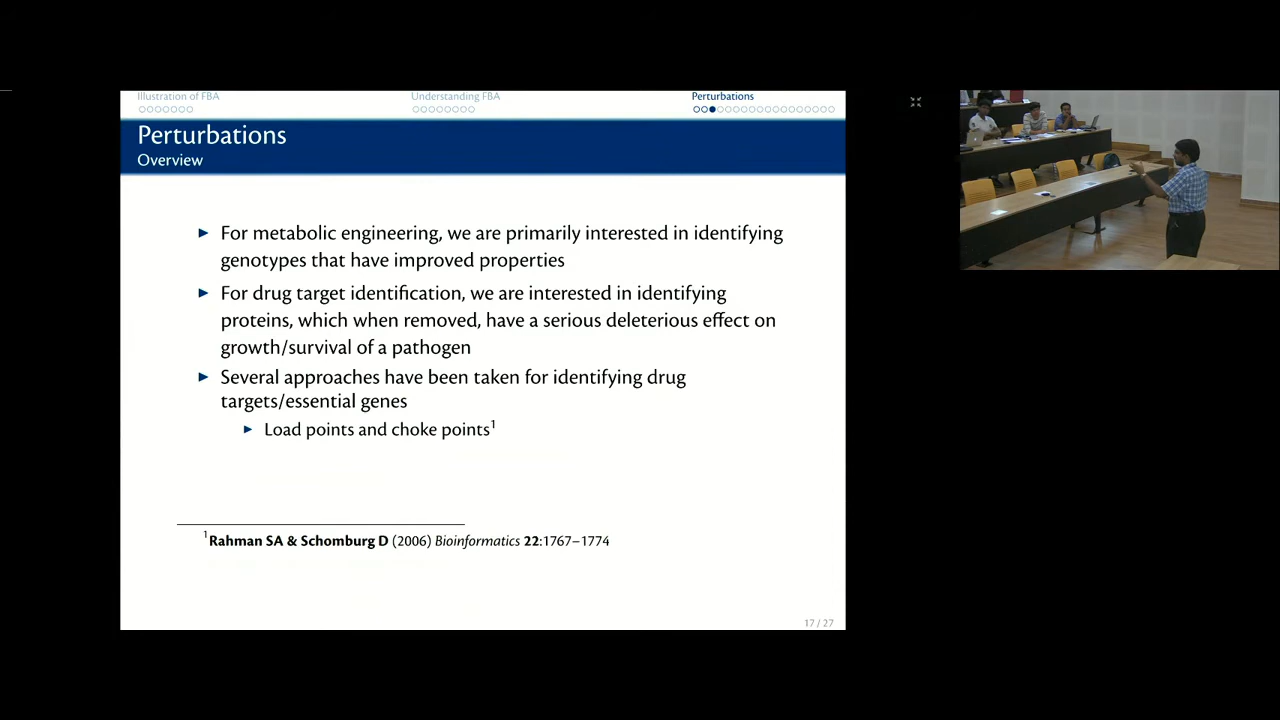 Illustration of FBA
Understanding FBA
Perturbations
Perturbations
Overview
► For metabolic engineering, we are primarily interested in identifying
genotypes that have improved properties
► For drug target identification, we are interested in identifying
proteins, which when removed, have a serious deleterious effect on
growth/survival of a pathogen
► Several approaches have been taken for identifying drug
targets/essential genes
► Load points and choke points1
1Rahman SA & Schomburg D (2006) Bioinformatics 22:1767–1774
17 / 27